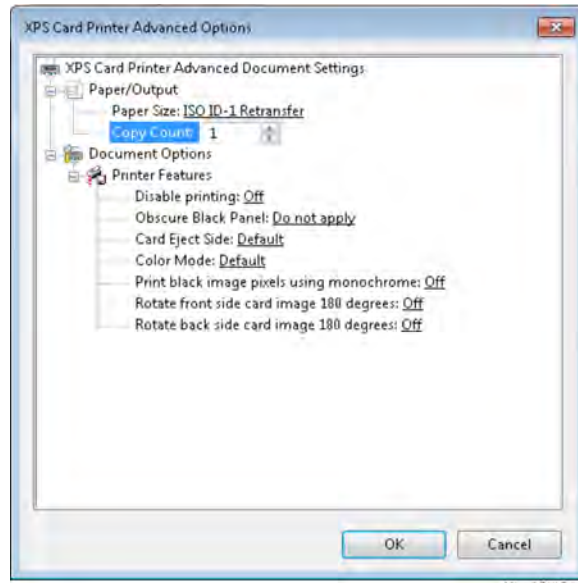 XPS Card Printer Advanced Options
XPS Card Printer Advanced Document Settings
Paper/Output
Paper Size: ISO ID-1 Retransfer
Copy Count: 1
Document Options
Printer Features
Disable printing: Off
Obscure Black Panel: Do not apply
Card Eject Side: Default
Color Mode: Default
Print black image pixels using monochrome: Off
Rotate front side card image 180 degrees: Off
Rotate back side card image 180 degrees: Off
OK Cancel